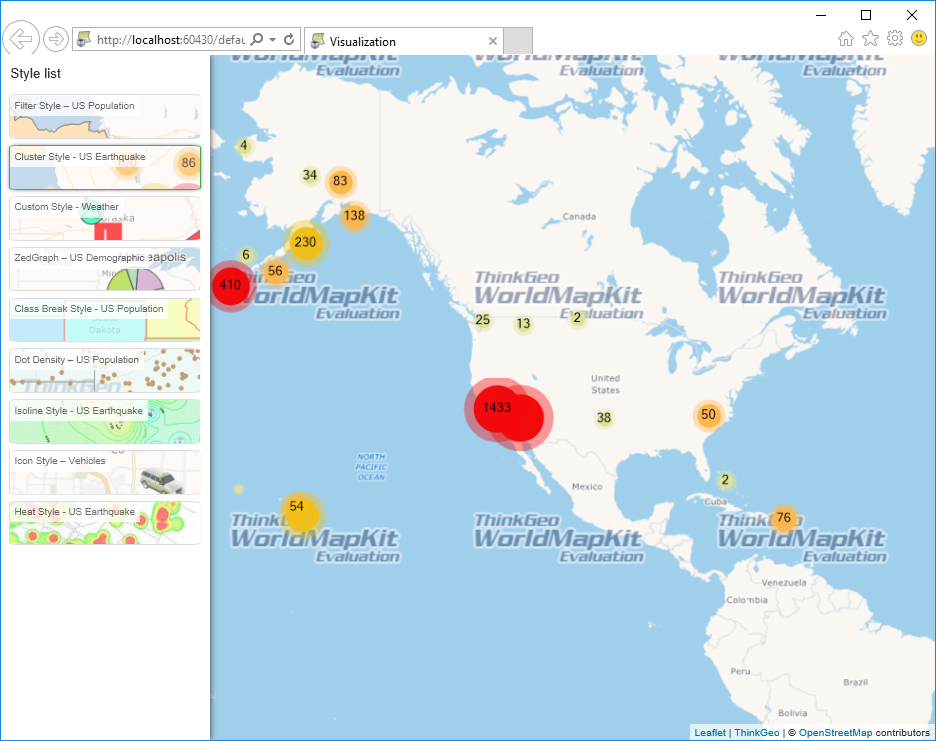 http://localhost:60430/defau
Visualization
Style list
Filter Style – US Population
Cluster Style - US Earthquake
86
Custom Style - Weather
ZedGraph – US Demographic
Class Break Style - US Population
Dakota
Dot Density – US Population
Isoline Style - US Earthquake
Icon Style – Vehicles
Heat Style - US Earthquake
WorldMapKit
Evaluation
WorldMapKit
Evaluation
WorldMapKit
Evaluation
4
34
83
138
Canada
230
6
56
410
ThinkGeo
WorldMapKit
Evaluation
ThinkGeo
WorldMapKit
Evaluation
WorldMapKit
Evaluation
25
13
2
United
States
1433
38
50
NORTH
PACIFIC
OCEAN
Mexico
2
Cuba
54
76
ThinkGeo
WorldMapKit
Evaluation
ThinkGeo
WorldMapKit
Evaluation
ThinkGeo
WorldMapKit
Evaluation
Venezuela
Colombia
Peru
Brazil
Bolivia
Leaflet | ThinkGeo | © OpenStreetMap contributors